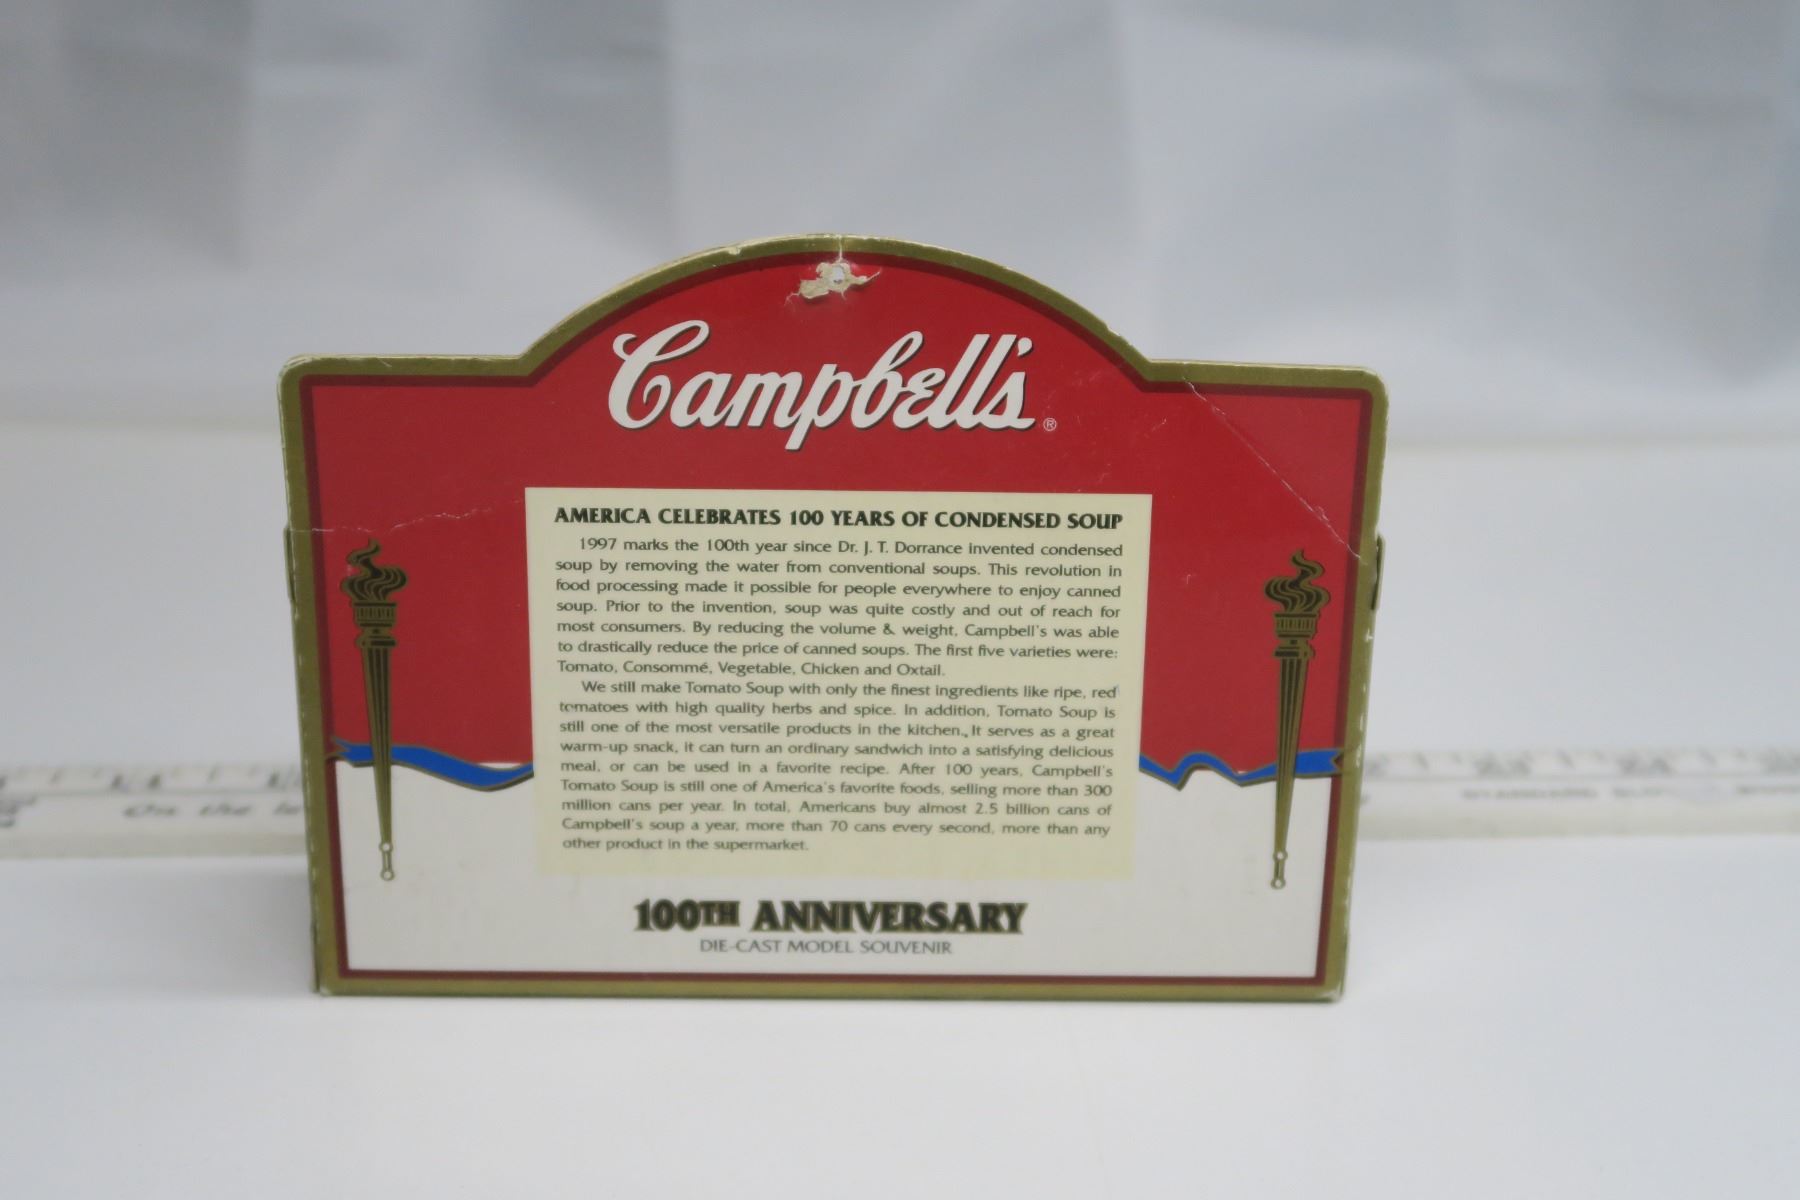 Campbell's®
AMERICA CELEBRATES 100 YEARS OF CONDENSED SOUP
1997 marks the 100th year since Dr. J. T. Dorrance invented condensed
soup by removing the water from conventional soups. This revolution in
food processing made it possible for people everywhere to enjoy canned
soup. Prior to the invention, soup was quite costly and out of reach for
most consumers. By reducing the volume & weight, Campbell's was able
to drastically reduce the price of canned soups. The first five varieties were:
Tomato, Consommé, Vegetable, Chicken and Oxtail.
We still make Tomato Soup with only the finest ingredients like ripe, red
tomatoes with high quality herbs and spice. In addition, Tomato Soup is
still one of the most versatile products in the kitchen. It serves as a great
warm-up snack, it can turn an ordinary sandwich into a satisfying delicious
meal, or can be used in a favorite recipe. After 100 years, Campbell's
Tomato Soup is still one of America's favorite foods, selling more than 300
million cans per year. In total, Americans buy almost 2.5 billion cans of
Campbell's soup a year, more than 70 cans every second, more than any
other product in the supermarket.
100TH ANNIVERSARY
DIE-CAST MODEL SOUVENIR
On the
STANDARD